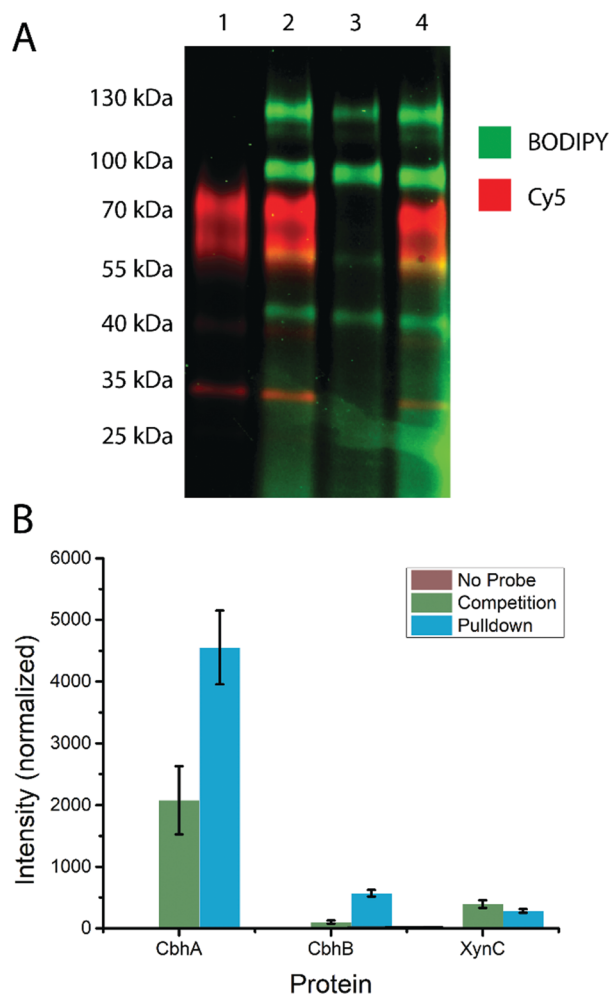 A
1 2 3 4
130 kDa
100 kDa
70 kDa
55 kDa
40 kDa
35 kDa
25 kDa
BODIPY
Cy5
B
6000
5000
4000
3000
2000
1000
0
Intensity (normalized)
No Probe
Competition
Pulldown
CbhA CbhB XynC
Protein